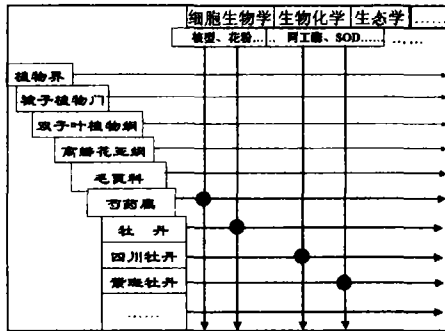 细胞生物学 生物化学 生态学 ……
核型、花粉… 同工酶、SOD…… ……
植物界
被子植物门
双子叶植物纲
离瓣花亚纲
毛茛科
芍药属
牡 丹
四川牡丹
紫斑牡丹
……